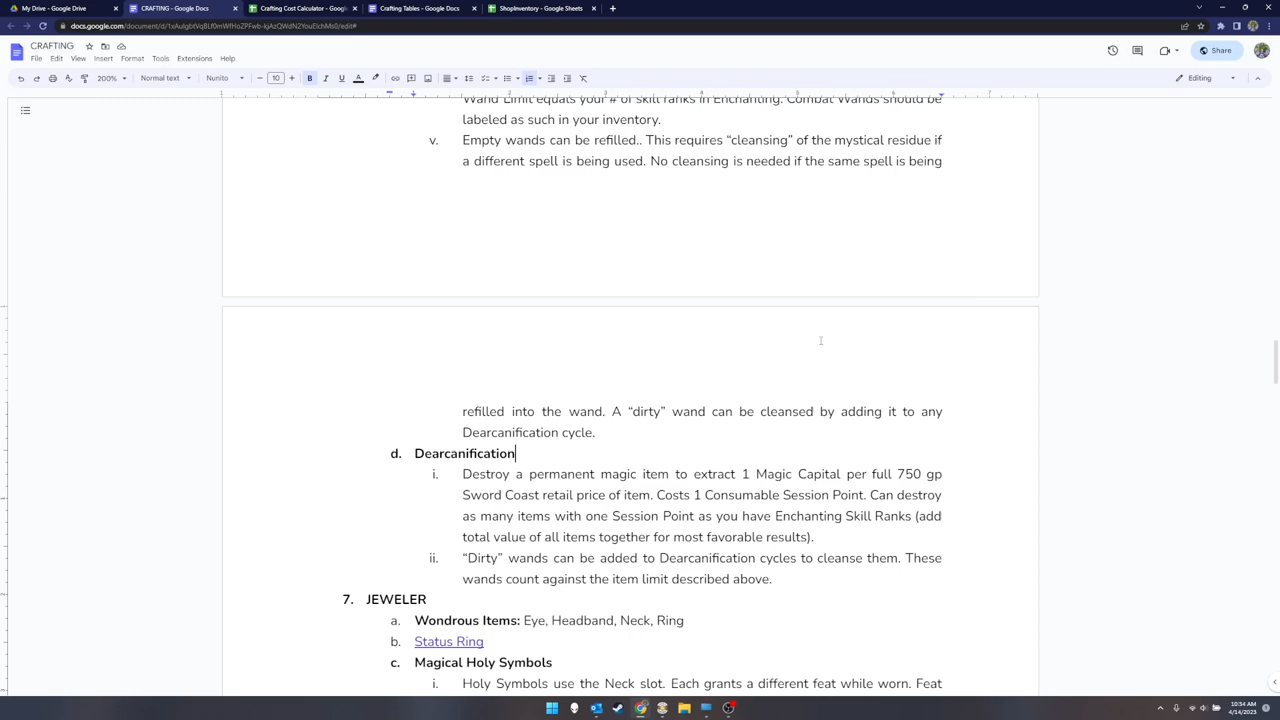 My Drive - Google Drive
CRAFTING - Google Docs
Crafting Cost Calculator - Google
Crafting Tables - Google Docs
ShopInventory - Google Sheets
CRAFTING
File Edit View Insert Format Tools Extensions Help
Share
200% Normal text Nunito 10 B I U A Editing
Wand Limit equals your # of skill ranks in Enchanting. Combat Wands should be
labeled as such in your inventory.
v. Empty wands can be refilled.. This requires “cleansing” of the mystical residue if
a different spell is being used. No cleansing is needed if the same spell is being
refilled into the wand. A “dirty” wand can be cleansed by adding it to any
Dearcanification cycle.
d. Dearcanification
i. Destroy a permanent magic item to extract 1 Magic Capital per full 750 gp
Sword Coast retail price of item. Costs 1 Consumable Session Point. Can destroy
as many items with one Session Point as you have Enchanting Skill Ranks (add
total value of all items together for most favorable results).
ii. “Dirty” wands can be added to Dearcanification cycles to cleanse them. These
wands count against the item limit described above.
7. JEWELER
a. Wondrous Items: Eye, Headband, Neck, Ring
b. Status Ring
c. Magical Holy Symbols
i. Holy Symbols use the Neck slot. Each grants a different feat while worn. Feat
10:34 AM
4/14/2023